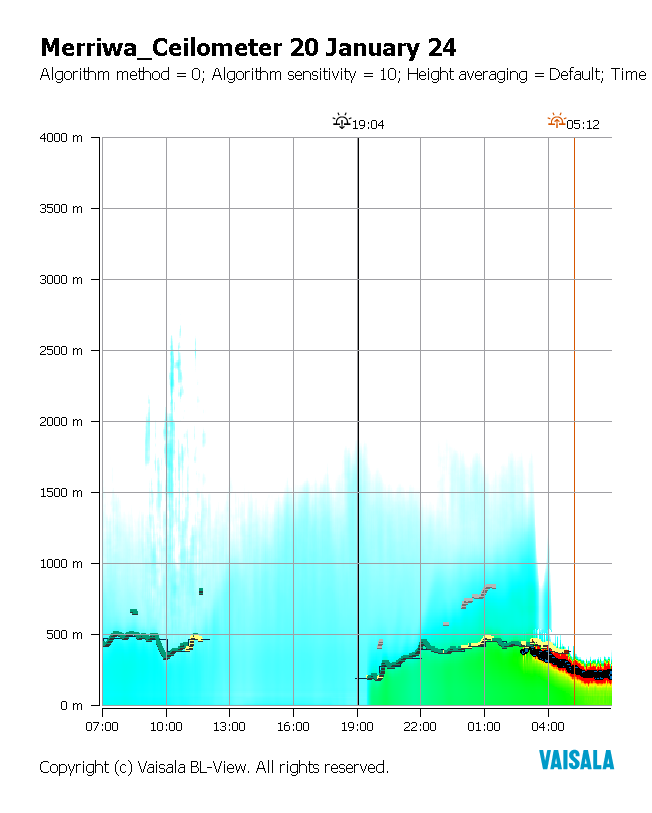 Merriwa_Ceilometer 20 January 24
Algorithm method = 0; Algorithm sensitivity = 10; Height averaging = Default; Time
19:04
05:12
4000 m
3500 m
3000 m
2500 m
2000 m
1500 m
1000 m
500 m
0 m
07:00 10:00 13:00 16:00 19:00 22:00 01:00 04:00
Copyright (c) Vaisala BL-View. All rights reserved.
VAISALA